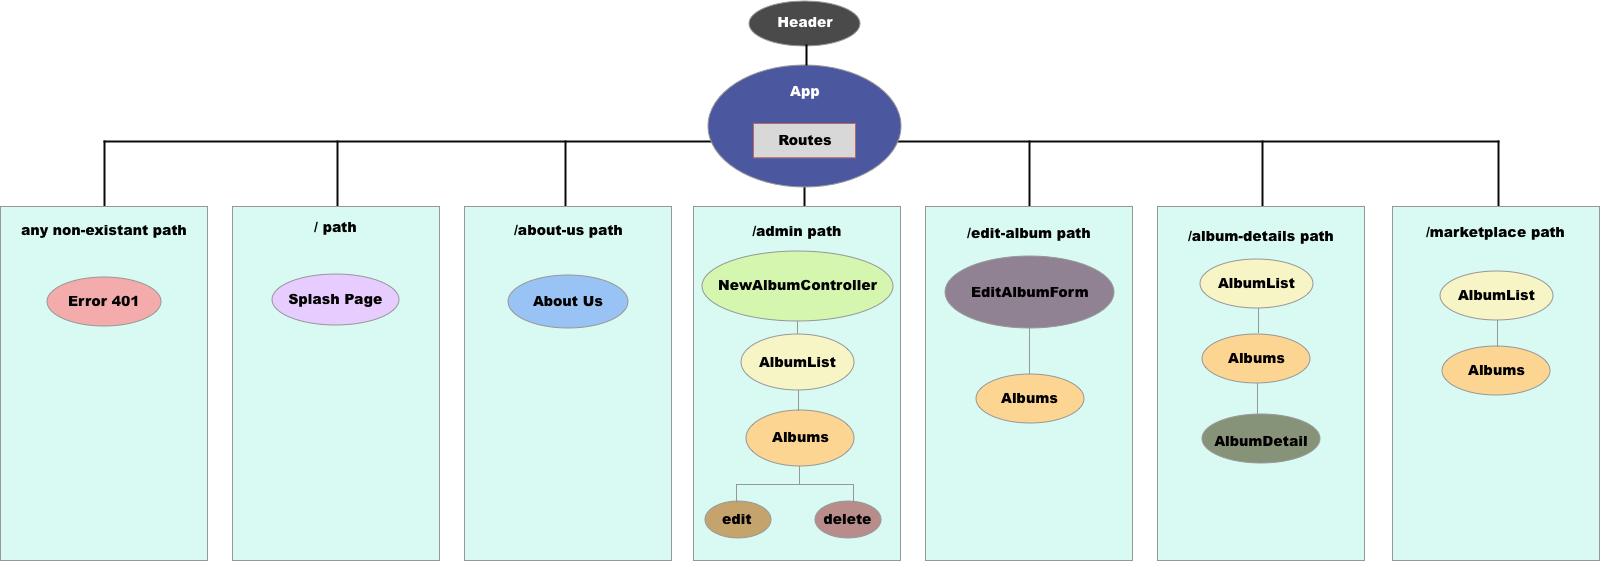 Header
App
Routes
any non-existant path
Error 401
/ path
Splash Page
/about-us path
About Us
/admin path
NewAlbumController
AlbumList
Albums
edit
delete
/edit-album path
EditAlbumForm
Albums
/album-details path
AlbumList
Albums
AlbumDetail
/marketplace path
AlbumList
Albums